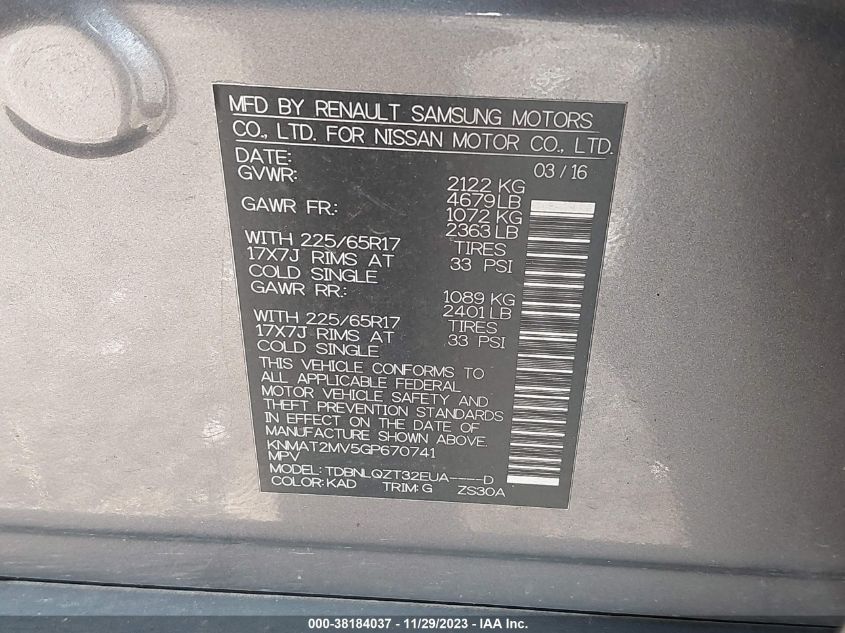 MFD BY RENAULT SAMSUNG MOTORS
CO., LTD. FOR NISSAN MOTOR CO., LTD.
DATE: 03 / 16
GVWR: 2122 KG
4679 LB
GAWR FR.: 1072 KG
2363 LB
WITH 225/65R17 TIRES
17X7J RIMS AT 33 PSI
COLD SINGLE
GAWR RR.: 1089 KG
2401 LB
WITH 225/65R17 TIRES
17X7J RIMS AT 33 PSI
COLD SINGLE
THIS VEHICLE CONFORMS TO
ALL APPLICABLE FEDERAL
MOTOR VEHICLE SAFETY AND
THEFT PREVENTION STANDARDS
IN EFFECT ON THE DATE OF
MANUFACTURE SHOWN ABOVE.
KNMAT2MV5GP670741
MPV
MODEL: TDBNLQZT32EUA----D
COLOR: KAD TRIM: G ZS30A
000-38184037 - 11/29/2023 - IAAI.com